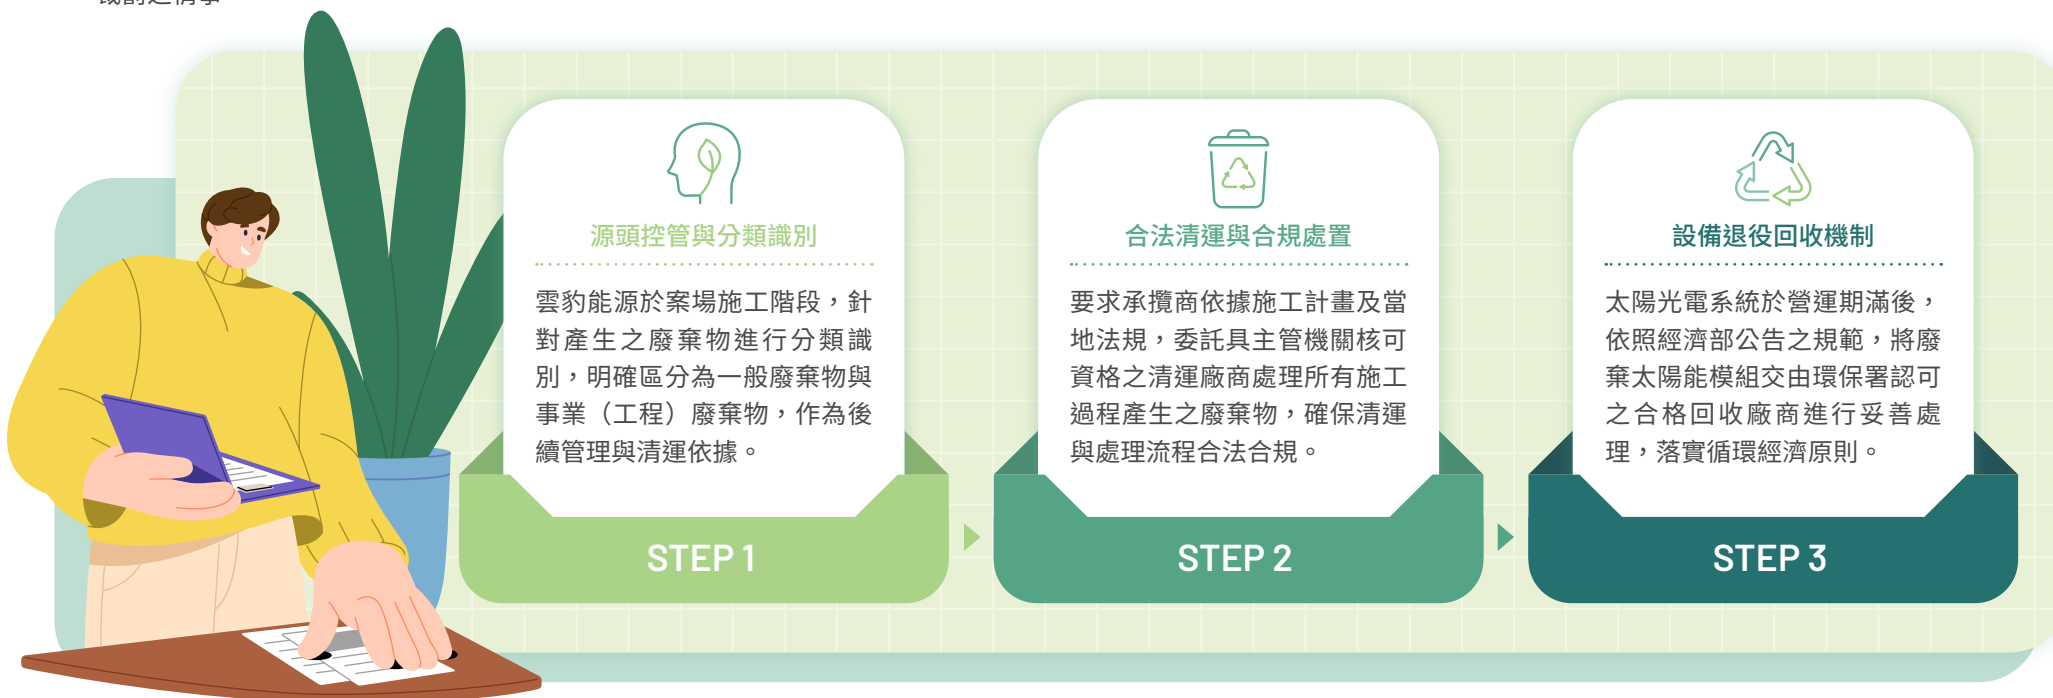 源頭控管與分類識別
雲豹能源於案場施工階段，針
對產生之廢棄物進行分類識
別，明確區分為一般廢棄物與
事業（工程）廢棄物，作為後
續管理與清運依據。
STEP 1
合法清運與合規處置
要求承攬商依據施工計畫及當
地法規，委託具主管機關核可
資格之清運廠商處理所有施工
過程產生之廢棄物，確保清運
與處理流程合法合規。
STEP 2
設備退役回收機制
太陽光電系統於營運期滿後，
依照經濟部公告之規範，將廢
棄太陽能模組交由環保署認可
之合格回收廠商進行妥善處
理，落實循環經濟原則。
STEP 3